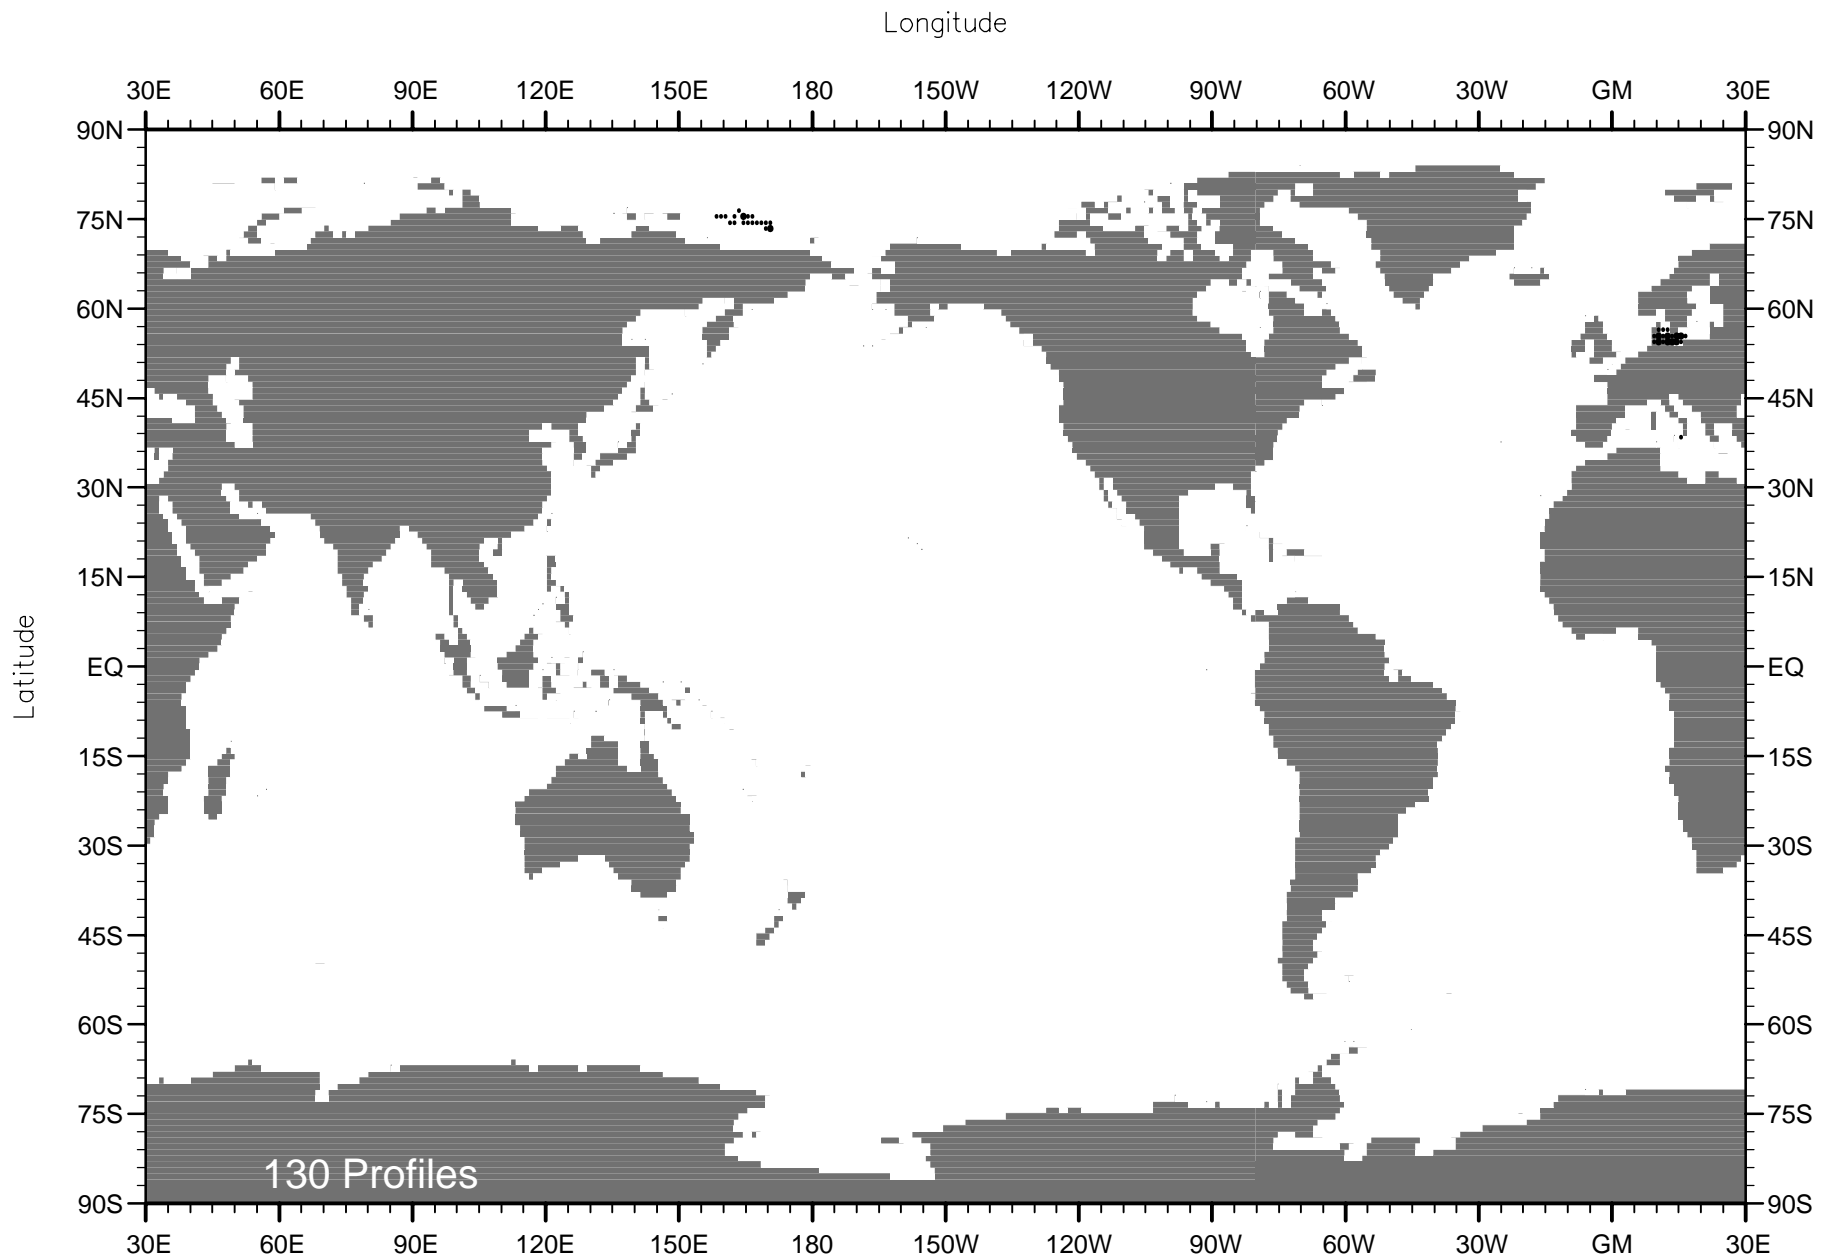 Longitude
30E 60E 90E 120E 150E 180 150W 120W 90W 60W 30W GM 30E
90N 90N
75N 75N
60N 60N
45N 45N
30N 30N
15N 15N
Latitude
EQ EQ
15S 15S
30S 30S
45S 45S
60S 60S
75S 75S
130 Profiles
90S 90S
30E 60E 90E 120E 150E 180 150W 120W 90W 60W 30W GM 30E